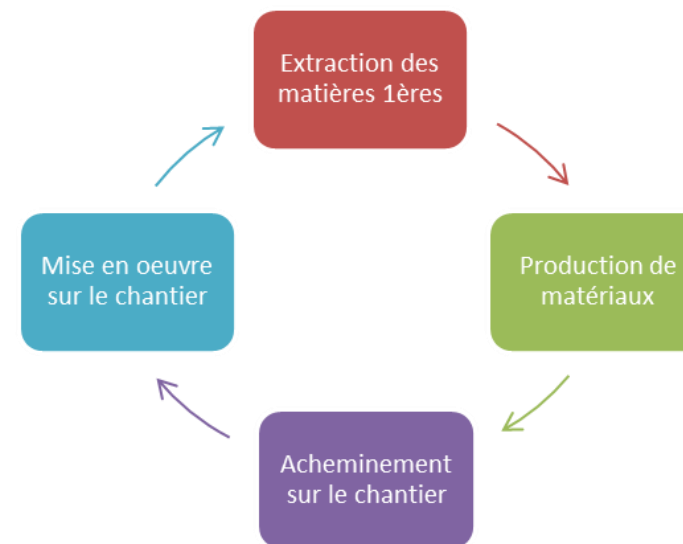 Extraction des
matières 1ères
Production de
matériaux
Acheminement
sur le chantier
Mise en oeuvre
sur le chantier